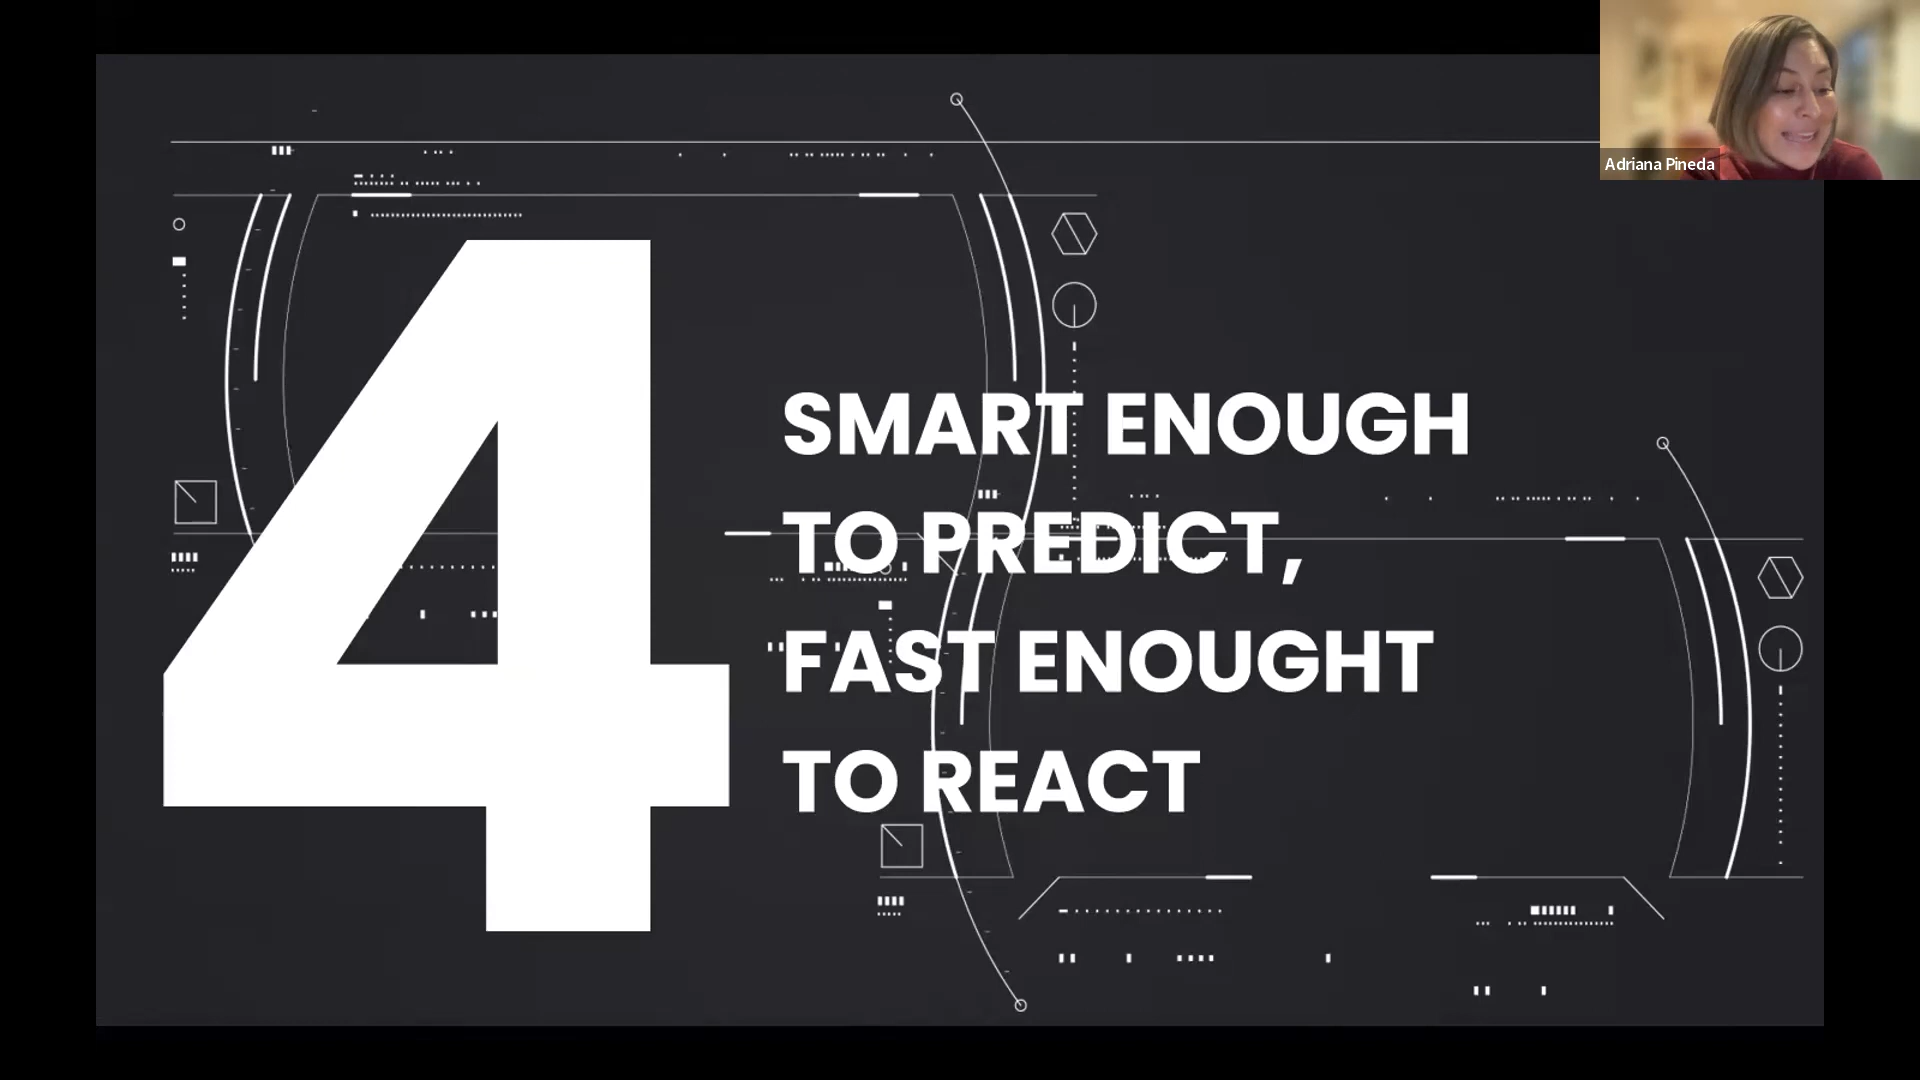 Adriana Pineda
4
SMART ENOUGH
TO PREDICT,
FAST ENOUGHT
TO REACT